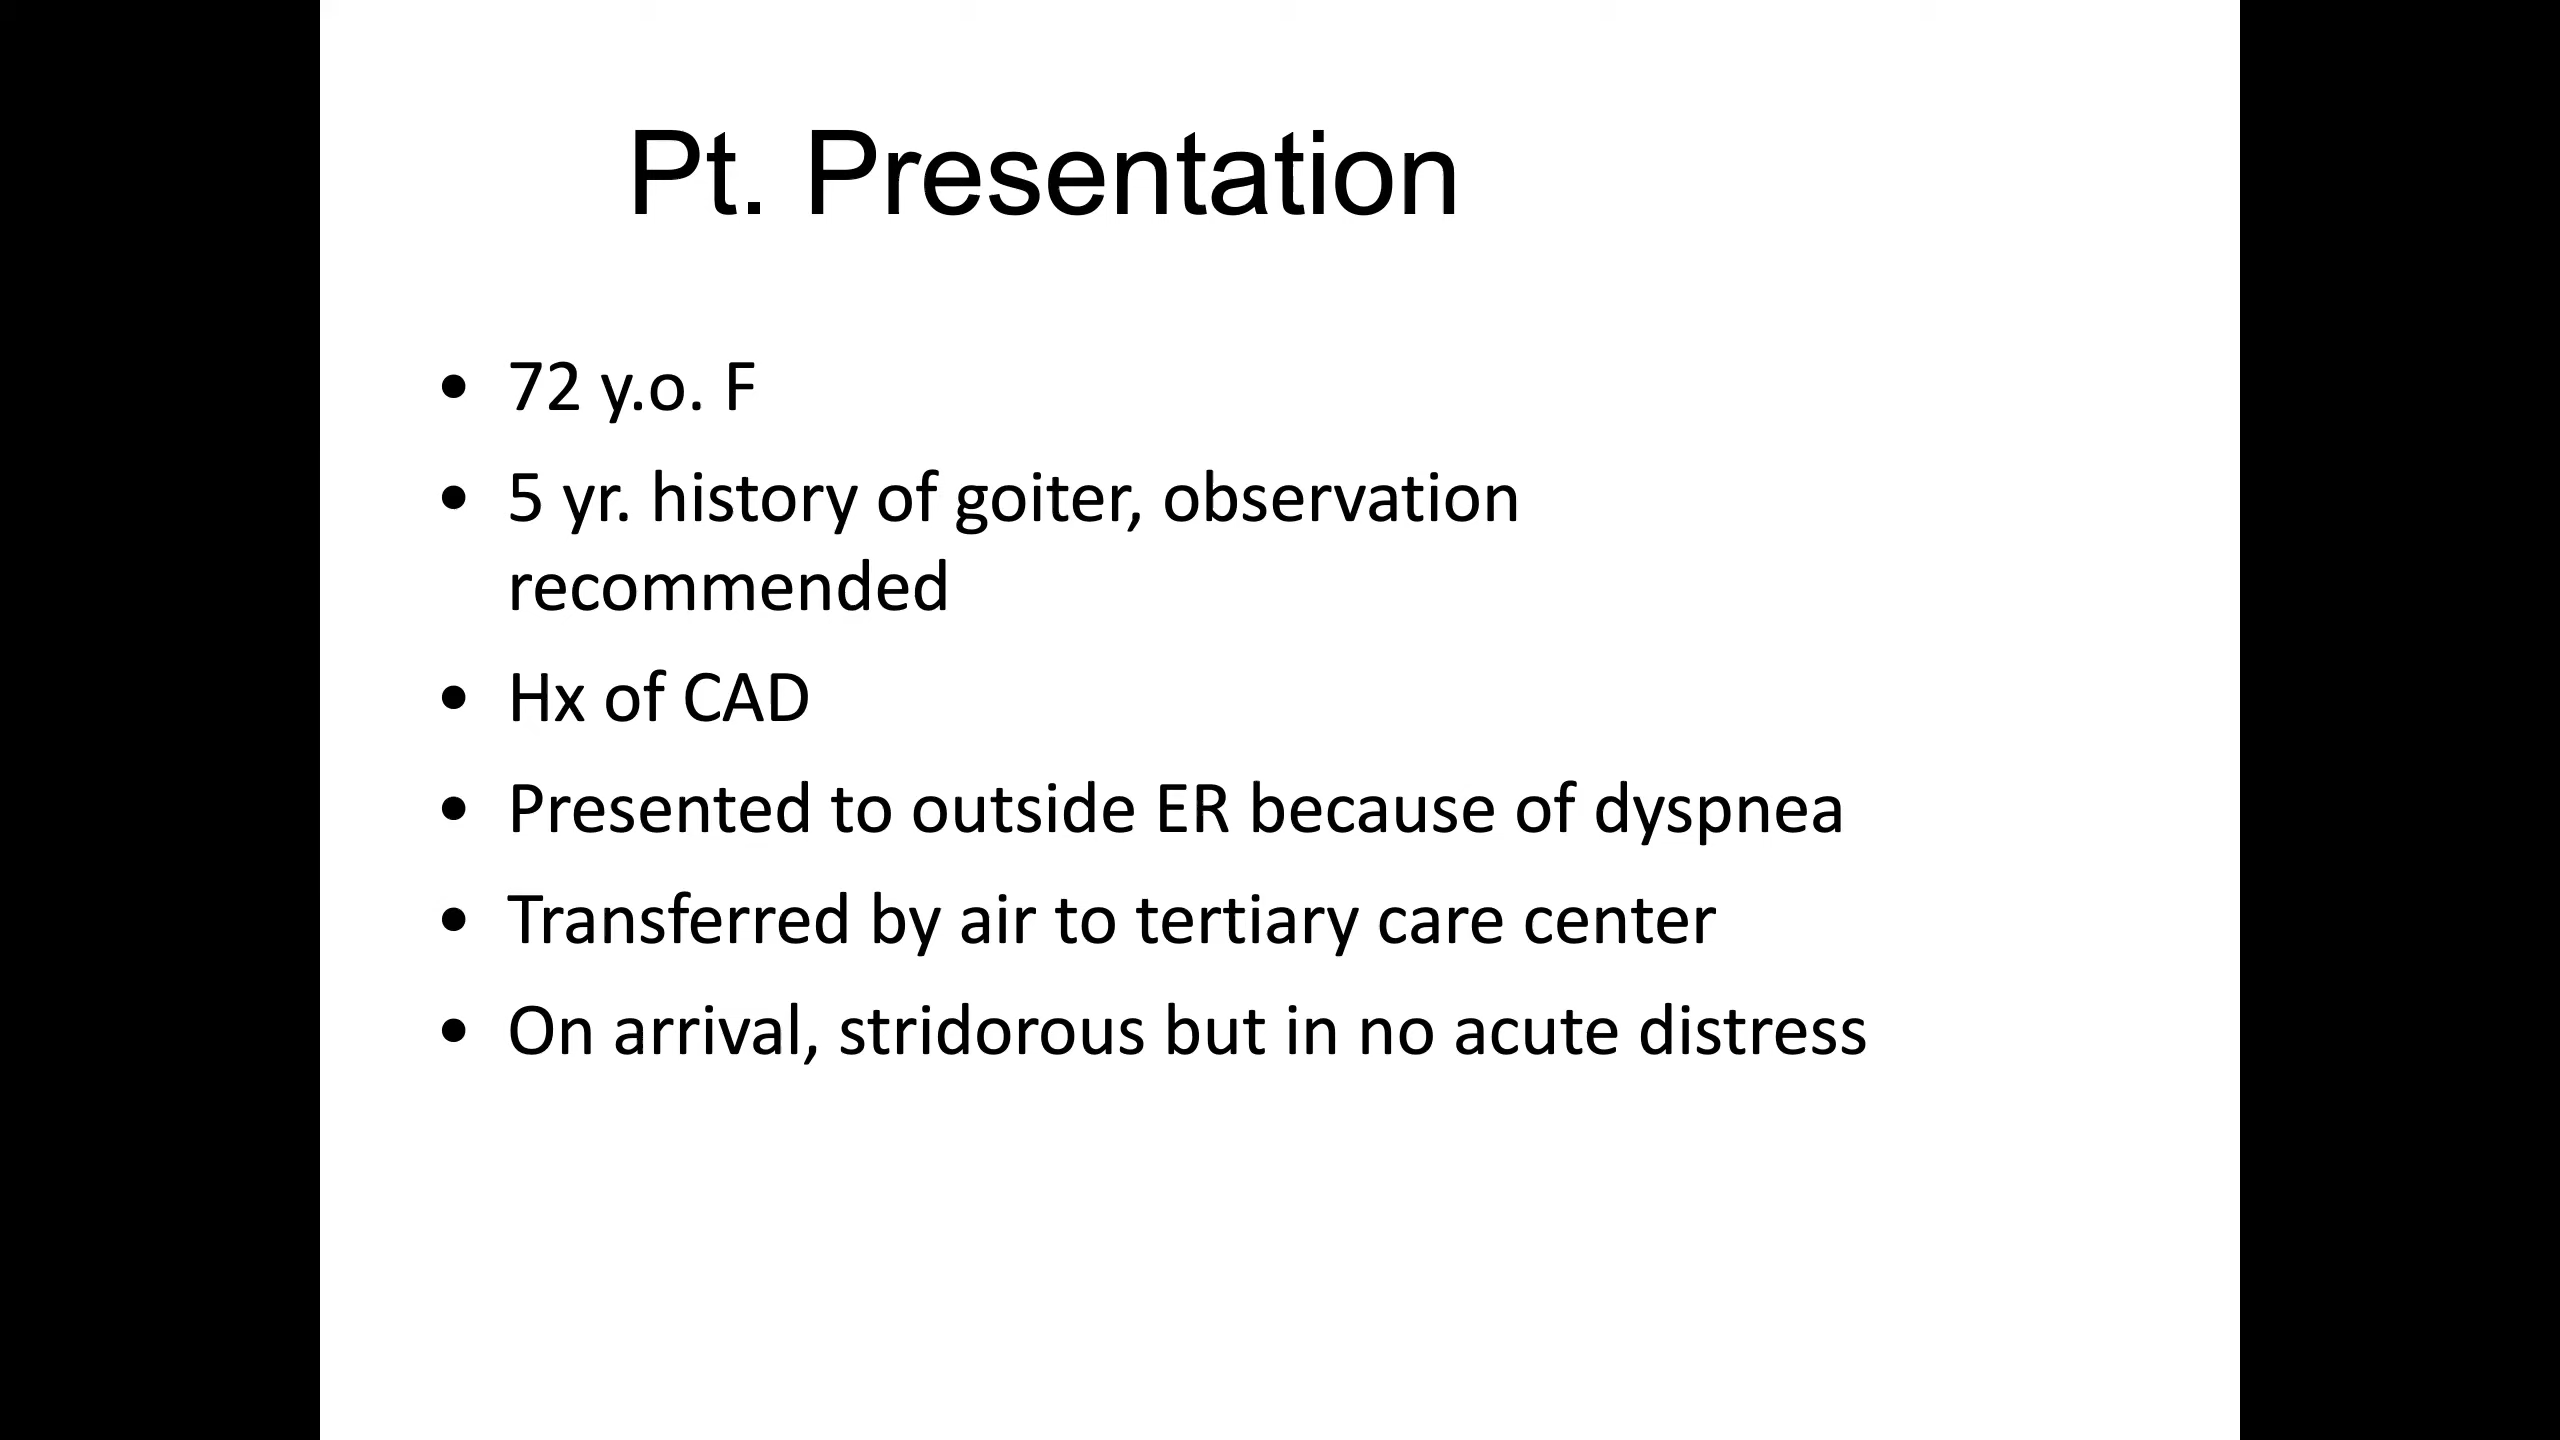 Pt. Presentation
• 72 y.o. F
• 5 yr. history of goiter, observation
recommended
• Hx of CAD
• Presented to outside ER because of dyspnea
• Transferred by air to tertiary care center
• On arrival, stridorous but in no acute distress